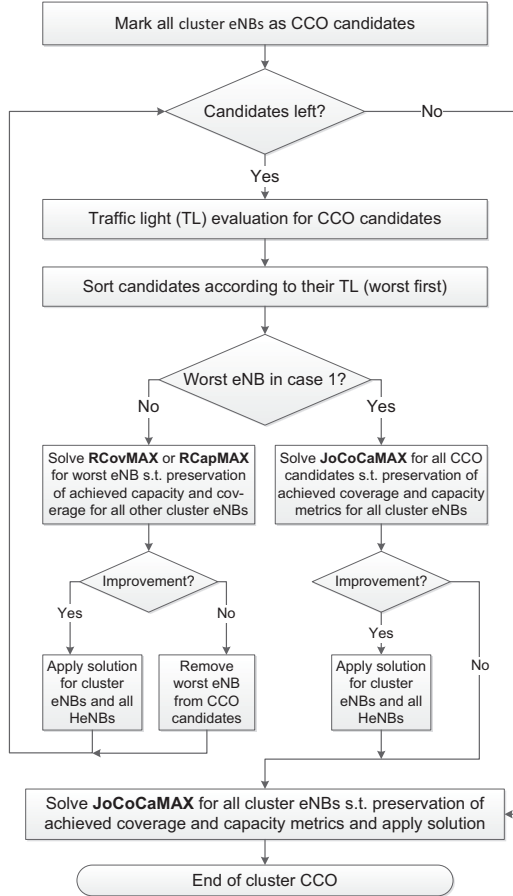 Mark all cluster eNBs as CCO candidates
Candidates left?
No
Yes
Traffic light (TL) evaluation for CCO candidates
Sort candidates according to their TL (worst first)
Worst eNB in case 1?
No
Yes
Solve RCovMAX or RCapMAX
for worst eNB s.t. preservation
of achieved capacity and cov-
erage for all other cluster eNBs
Solve JoCoCaMAX for all CCO
candidates s.t. preservation of
achieved coverage and capacity
metrics for all cluster eNBs
Improvement?
Yes
No
Improvement?
Yes
No
Apply solution
for cluster
eNBs and all
HeNBs
Remove
worst eNB
from CCO
candidates
Apply solution
for cluster
eNBs and all
HeNBs
Solve JoCoCaMAX for all cluster eNBs s.t. preservation of
achieved coverage and capacity metrics and apply solution
End of cluster CCO